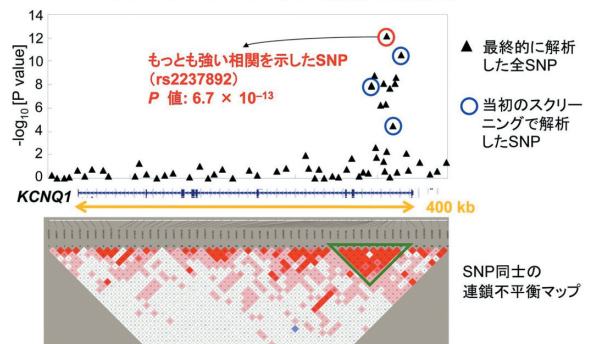 14
12
10
8
6
4
2
0
-log10 [P value]
もっとも強い相関を示したSNP
(rs2237892)
P 値: 6.7 × 10–13
▲ 最終的に解析
した全SNP
当初のスクリー
ニングで解析
したSNP
KCNQ1
400 kb
SNP同士の
連鎖不平衡マップ